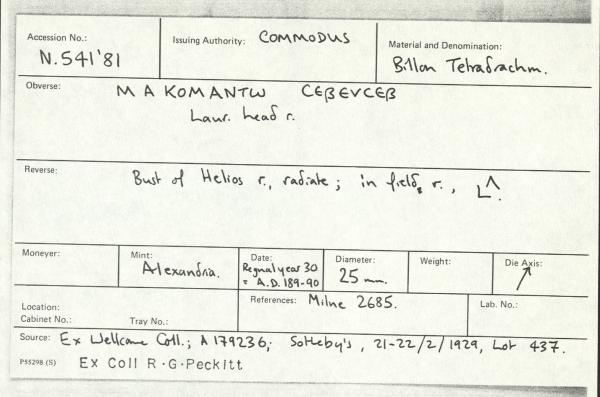 Accession No.:
N.541'81
Issuing Authority: COMMODUS
Material and Denomination:
Billon Tetradrachm.
Obverse: M A KOMANTW CEβEVCEβ
Laur. head r.
Reverse: Bust of Helios r., radiate; in field, r., LΛ.
Moneyer:
Mint:
Alexandria.
Date:
Regnal year 30
= A.D. 189-90
Diameter:
25 mm.
Weight:
Die Axis:
↗
Location:
Cabinet No.: Tray No.:
References: Milne 2685.
Lab. No.:
Source: Ex Wellcome Coll.; A 179236; Sotheby's, 21-22/2/1929, Lot 437.
P55298 (S) Ex Coll R.G.Peckitt